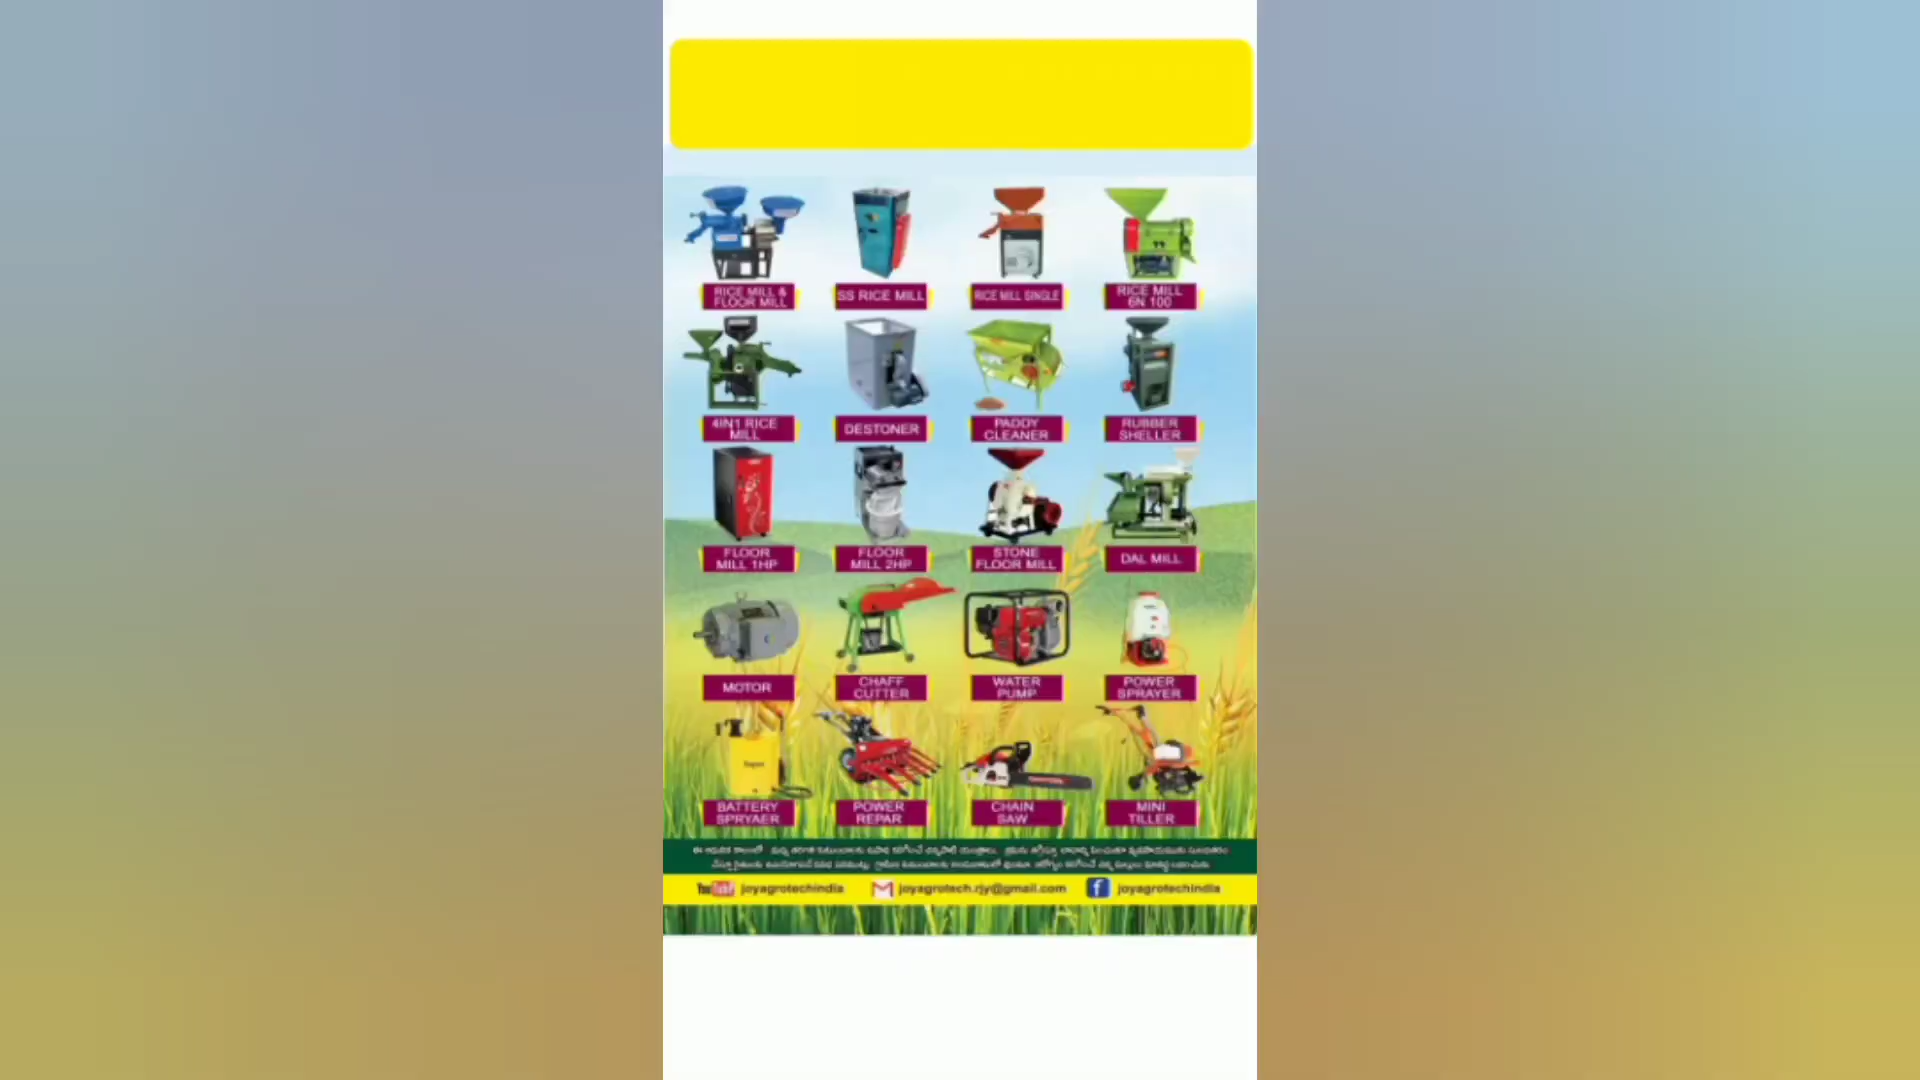 RICE MILL &
FLOOR MILL
SS RICE MILL
RICE MILL SINGLE
RICE MILL
6N 100
4IN1 RICE
MILL
DESTONER
PADDY
CLEANER
RUBBER
SHELLER
FLOOR
MILL 1HP
FLOOR
MILL 2HP
STONE
FLOOR MILL
DAL MILL
MOTOR
CHAFF
CUTTER
WATER
PUMP
POWER
SPRAYER
BATTERY
SPRYAER
POWER
REPAR
CHAIN
SAW
MINI
TILLER
YouTube joyagrotechindia
joyagrotech.rjy@gmail.com
f joyagrotechindia